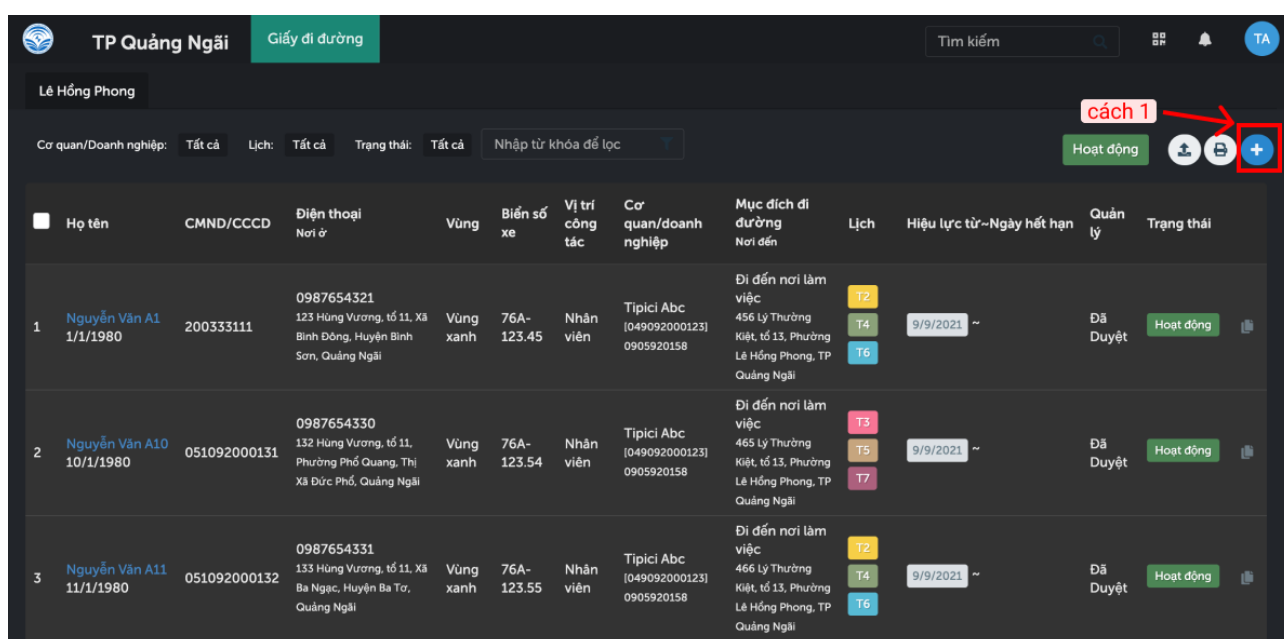 TP Quảng Ngãi
Giấy đi đường
Tìm kiếm
TA
Lê Hồng Phong
cách 1
Cơ quan/Doanh nghiệp: Tất cả Lịch: Tất cả Trạng thái: Tất cả Nhập từ khóa để lọc
Hoạt động
Họ tên
CMND/CCCD
Điện thoại
Nơi ở
Vùng
Biển số
xe
Vị trí
công
tác
Cơ
quan/doanh
nghiệp
Mục đích đi
đường
Nơi đến
Lịch
Hiệu lực từ~Ngày hết hạn
Quản
lý
Trạng thái
1
Nguyễn Văn A1
1/1/1980
200333111
0987654321
123 Hùng Vương, tổ 11, Xã
Bình Đông, Huyện Bình
Sơn, Quảng Ngãi
Vùng
xanh
76A-
123.45
Nhân
viên
Tipici Abc
[049092000123]
0905920158
Đi đến nơi làm
việc
456 Lý Thường
Kiệt, tổ 13, Phường
Lê Hồng Phong, TP
Quảng Ngãi
T2
T4
T6
9/9/2021 ~
Đã
Duyệt
Hoạt động
2
Nguyễn Văn A10
10/1/1980
051092000131
0987654330
132 Hùng Vương, tổ 11,
Phường Phổ Quang, Thị
Xã Đức Phổ, Quảng Ngãi
Vùng
xanh
76A-
123.54
Nhân
viên
Tipici Abc
[049092000123]
0905920158
Đi đến nơi làm
việc
465 Lý Thường
Kiệt, tổ 13, Phường
Lê Hồng Phong, TP
Quảng Ngãi
T3
T5
T7
9/9/2021 ~
Đã
Duyệt
Hoạt động
3
Nguyễn Văn A11
11/1/1980
051092000132
0987654331
133 Hùng Vương, tổ 11, Xã
Ba Ngạc, Huyện Ba Tơ,
Quảng Ngãi
Vùng
xanh
76A-
123.55
Nhân
viên
Tipici Abc
[049092000123]
0905920158
Đi đến nơi làm
việc
466 Lý Thường
Kiệt, tổ 13, Phường
Lê Hồng Phong, TP
Quảng Ngãi
T2
T4
T6
9/9/2021 ~
Đã
Duyệt
Hoạt động